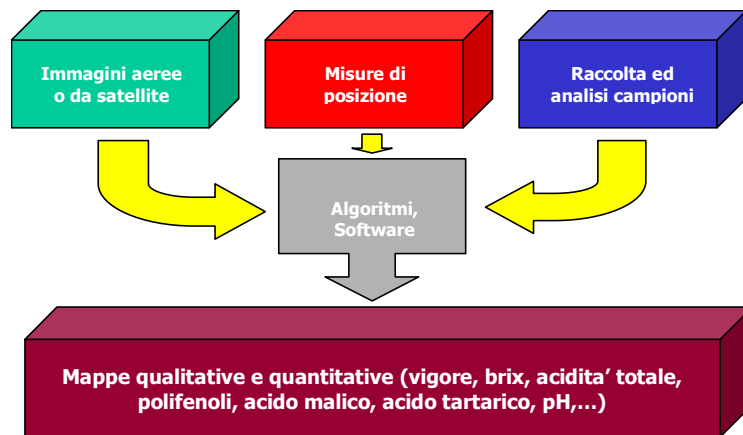 Immagini aeree
o da satellite
Misure di
posizione
Raccolta ed
analisi campioni
Algoritmi,
Software
Mappe qualitative e quantitative (vigore, brix, acidita’ totale,
polifenoli, acido malico, acido tartarico, pH,...)